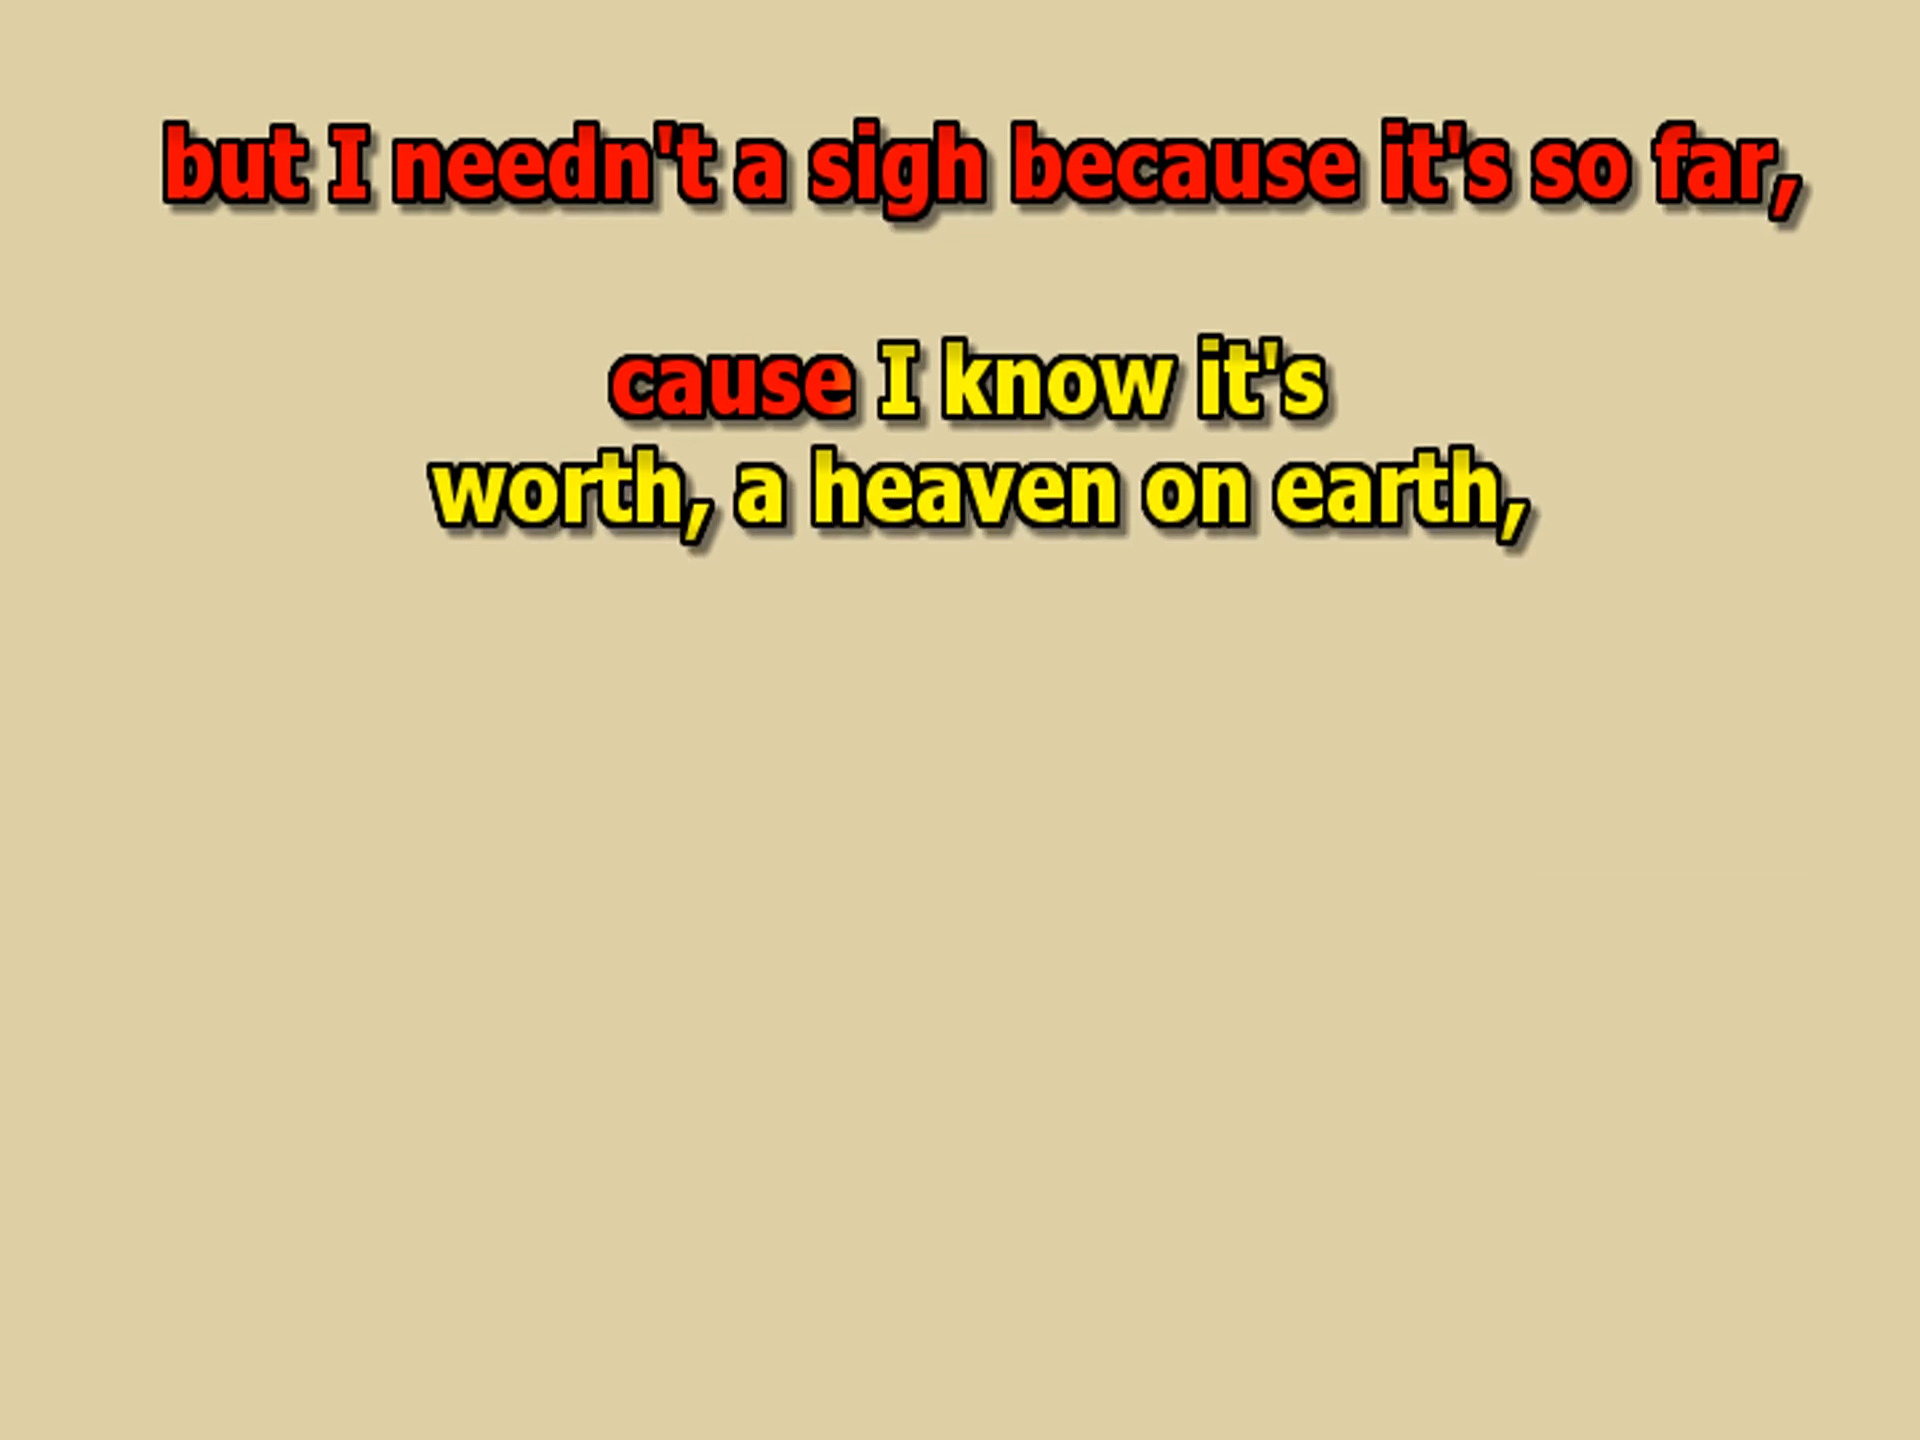 but I needn't a sigh because it's so far,
cause I know it's
worth, a heaven on earth,